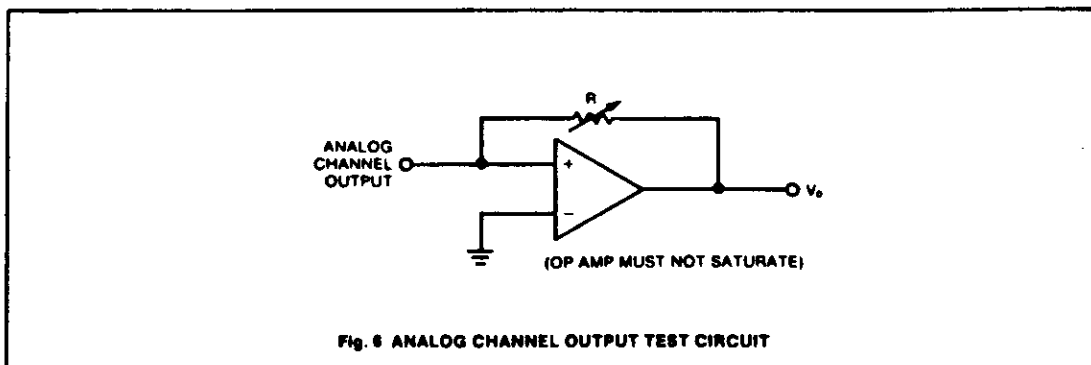 R
ANALOG
CHANNEL
OUTPUT
+
−
Vo
(OP AMP MUST NOT SATURATE)
Fig. 6 ANALOG CHANNEL OUTPUT TEST CIRCUIT